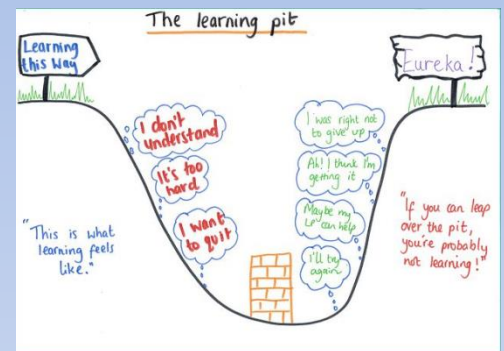 The learning pit
Learning
this way
Eureka!
I don't
understand
It's too
hard
I want
to quit
I was right not
to give up
Ah! I think I'm
getting it
Maybe my
LP can help
I'll try
again
"This is what
learning feels
like."
"If you can leap
over the pit,
you're probably
not learning!"